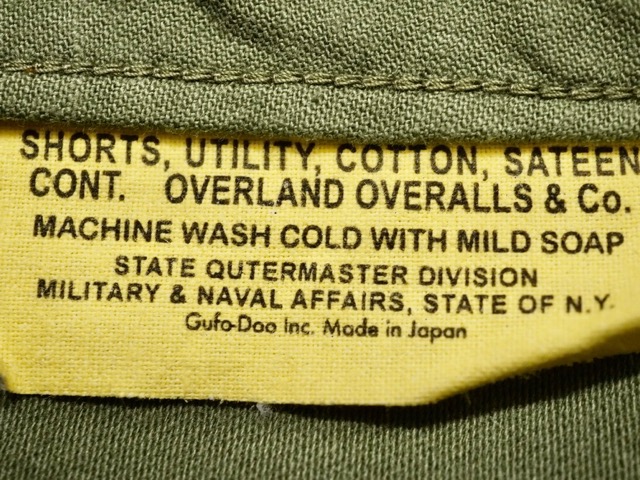 SHORTS, UTILITY, COTTON, SATEEN
CONT. OVERLAND OVERALLS & Co.
MACHINE WASH COLD WITH MILD SOAP
STATE QUTERMASTER DIVISION
MILITARY & NAVAL AFFAIRS, STATE OF N.Y.
Gufo-Doo Inc. Made in Japan